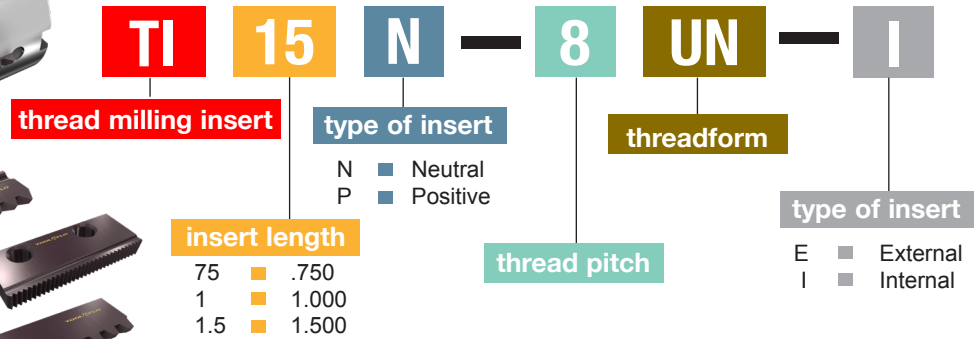 TI 15 N - 8 UN - I
thread milling insert
type of insert
N Neutral
P Positive
threadform
insert length
75 .750
1 1.000
1.5 1.500
thread pitch
type of insert
E External
I Internal